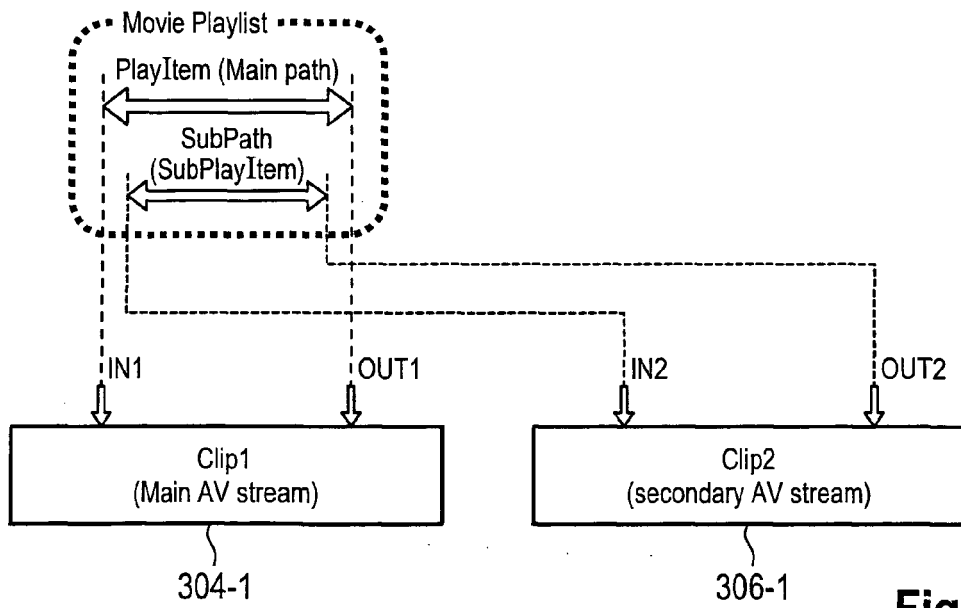 Movie Playlist
PlayItem (Main path)
SubPath
(SubPlayItem)
IN1
OUT1
IN2
OUT2
Clip1
(Main AV stream)
Clip2
(secondary AV stream)
304-1
306-1
Fig